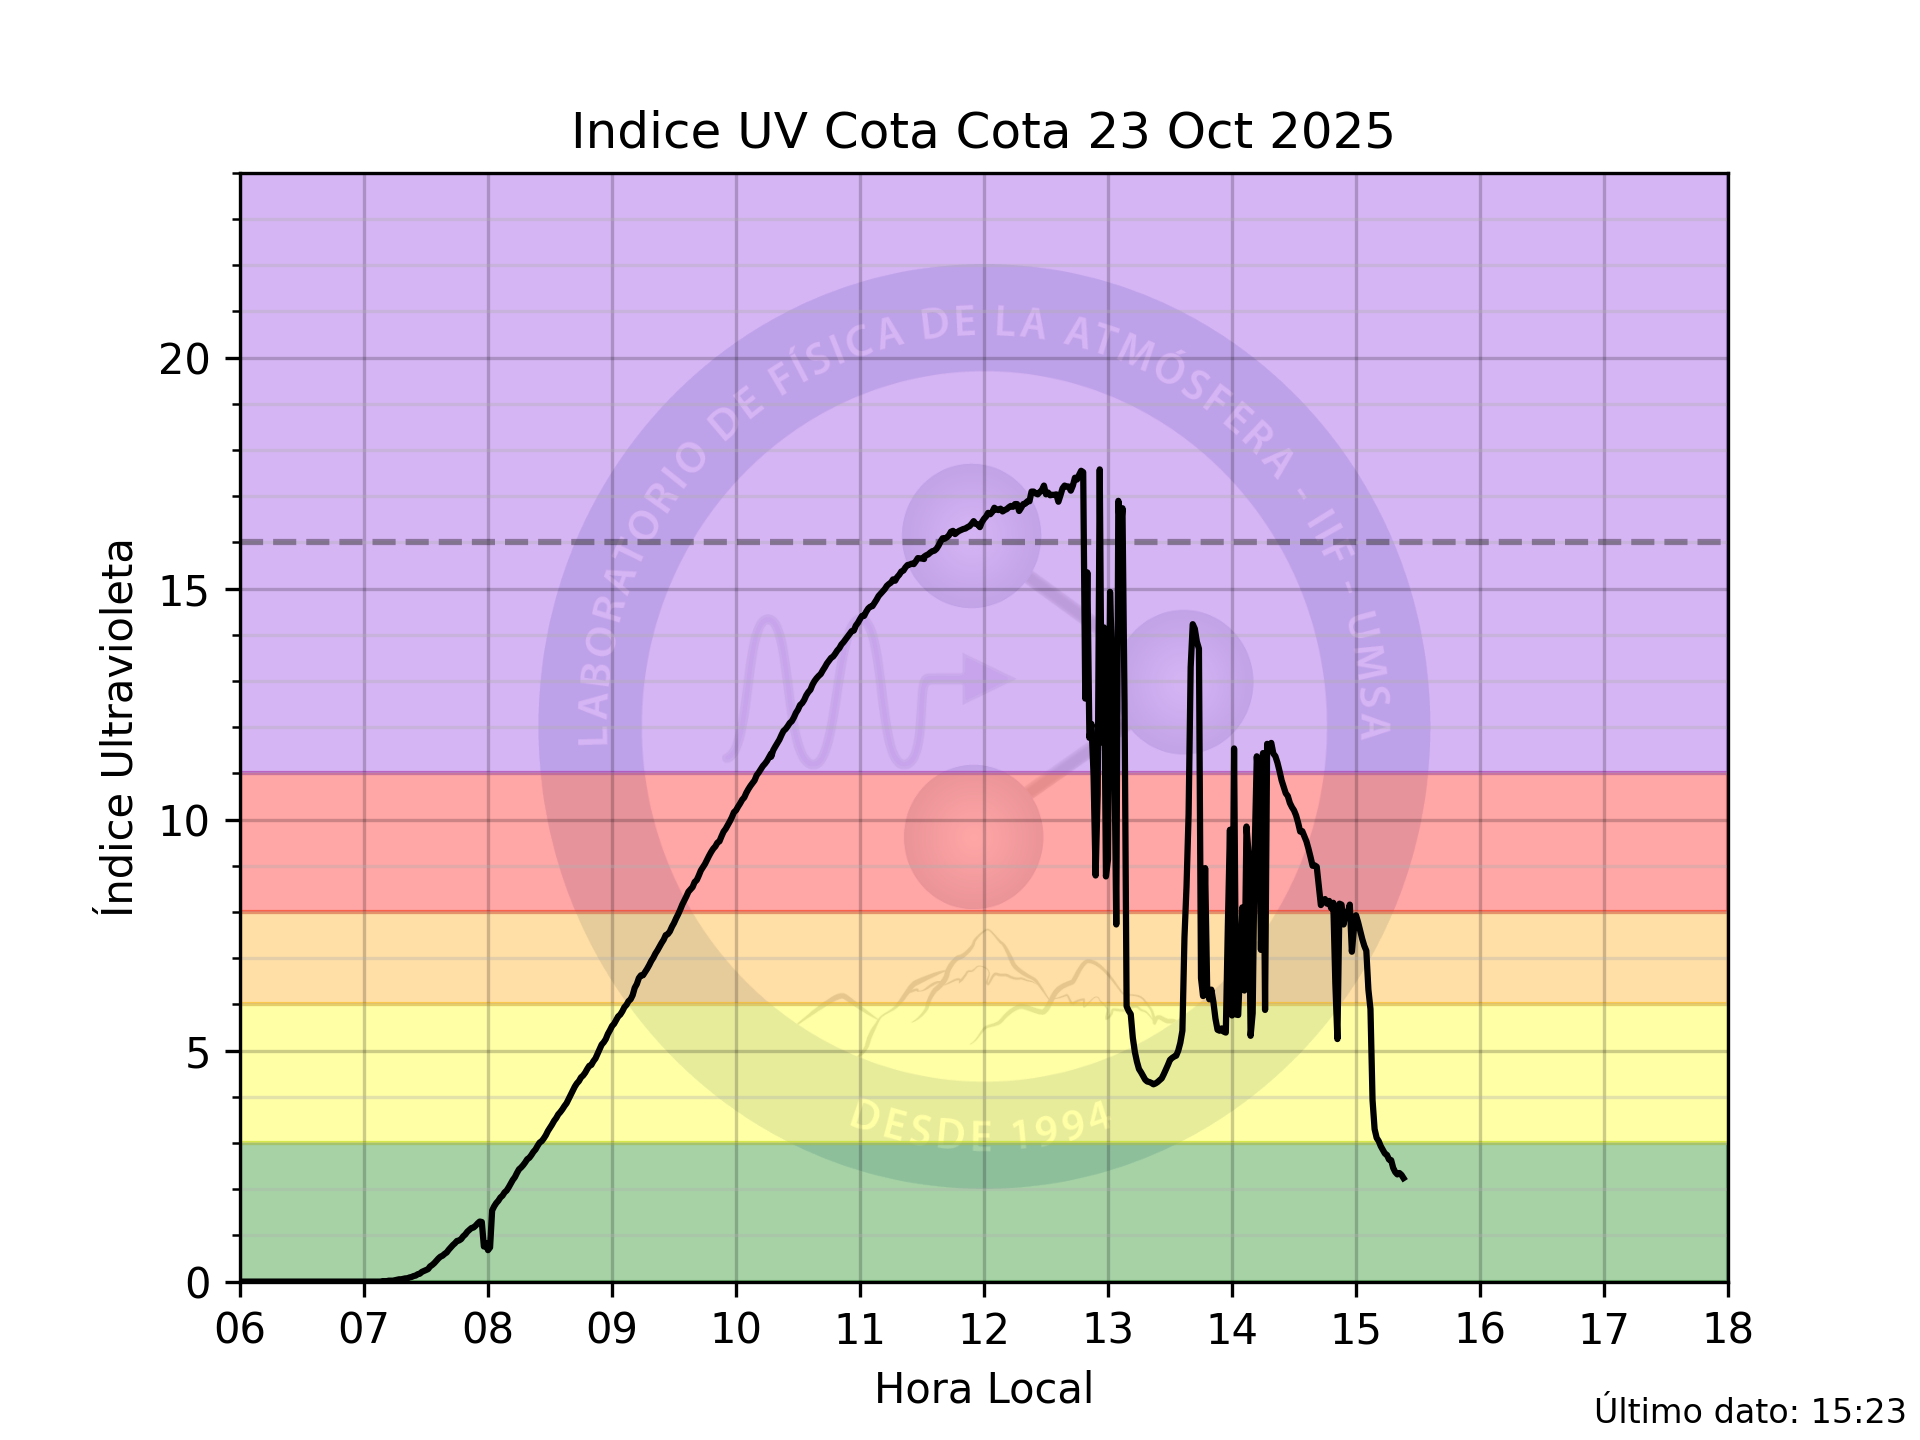 Indice UV Cota Cota 23 Oct 2025
Índice Ultravioleta
20
15
10
5
0
LABORATORIO DE FÍSICA DE LA ATMÓSFERA - IIF - UMSA
DESDE 1994
06 07 08 09 10 11 12 13 14 15 16 17 18
Hora Local
Último dato: 15:23